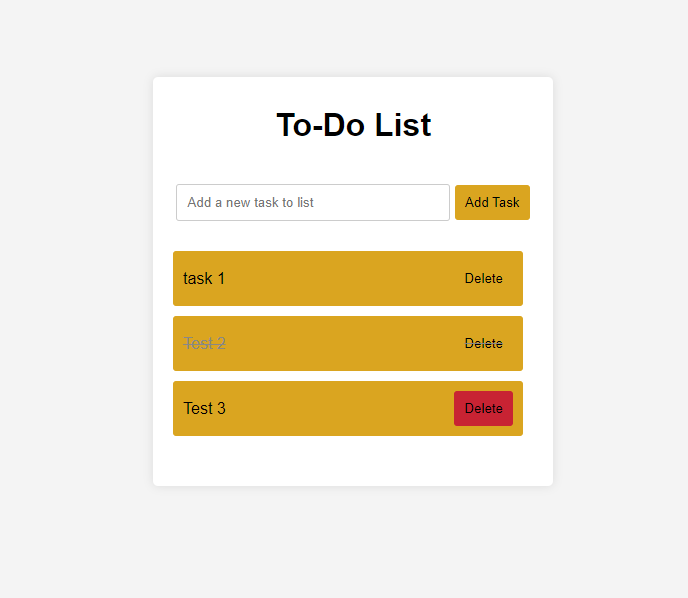 To-Do List
Add a new task to list
Add Task
task 1
Delete
Test 2
Delete
Test 3
Delete